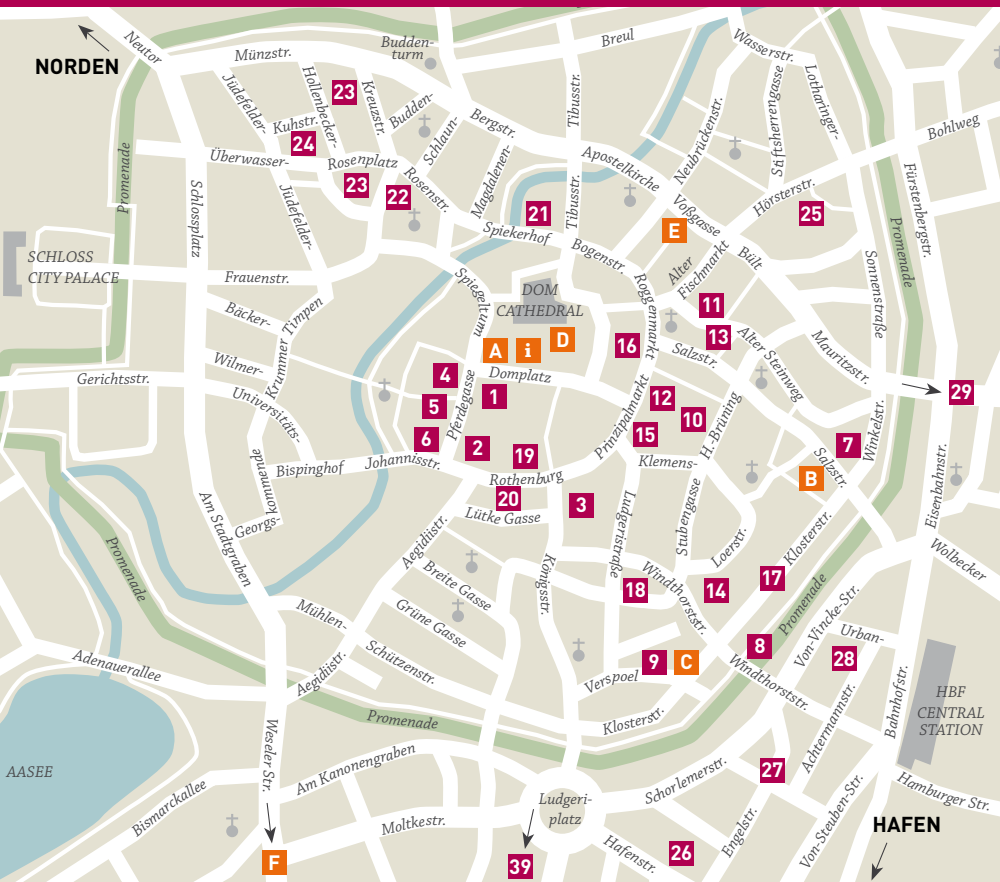 NORDEN
Neutor
Münzstr.
Budden-
turm
Breul
Wasserstr.
Jüdefelder-
Hollenbecker-
23
Kreuzstr.
Budden-
Schlaun-
Bergstr.
Tibusstr.
Neubrückenstr.
Stiftsherrengasse
Lotharinger-
Bohlweg
Kuhstr.
24
Überwasser-
Rosenplatz
23
22
Rosenstr.
Magdalenen-
Apostelkirche
Promenade
Schlossplatz
Jüdefelder-
Tibusstr.
21
Spiekerhof
Bogenstr.
Voßgasse
E
Hörsterstr.
25
Fürstenbergstr.
Promenade
SCHLOSS
CITY PALACE
Frauenstr.
Spiegelturm
DOM
CATHEDRAL
Roggenmarkt
Alter
Fischmarkt
Bült
Sonnenstraße
Bäcker-
Krummer Timpen
11
13
16
Salzstr.
Alter Steinweg
Mauritzstr.
A
i
D
Domplatz
Wilmer-
Gerichtsstr.
Universitäts-
4
5
6
Pferdegasse
1
2
19
Prinzipalmarkt
12
10
15
H.-Brüning
29
Winkelstr.
7
B
Salzstr.
Klemens-
Bispinghof
Johannisstr.
Rothenburg
20
Lütke Gasse
3
Georgs-
kommende
Am Stadtgraben
Aegidiistr.
Ludgeristraße
Stubengasse
Loerstr.
Klosterstr.
Eisenbahnstr.
Wolbecker
Promenade
Breite Gasse
Grüne Gasse
Königsstr.
18
Windthorststr.
14
17
Promenade
Mühlen-
Schützenstr.
Von-Vincke-Str.
Urban-
28
8
Adenauerallee
Aegidiistr.
Verspoel
9
C
Windthorststr.
Bahnhofstr.
HBF
CENTRAL
STATION
Promenade
Klosterstr.
Achtermannstr.
AASEE
Weseler Str.
Am Kanonengraben
Bismarckallee
Ludgeri-
platz
Schorlemerstr.
27
Hamburger Str.
Moltkestr.
Engelstr.
Von-Steuben-Str.
HAFEN
F
39
Hafenstr.
26